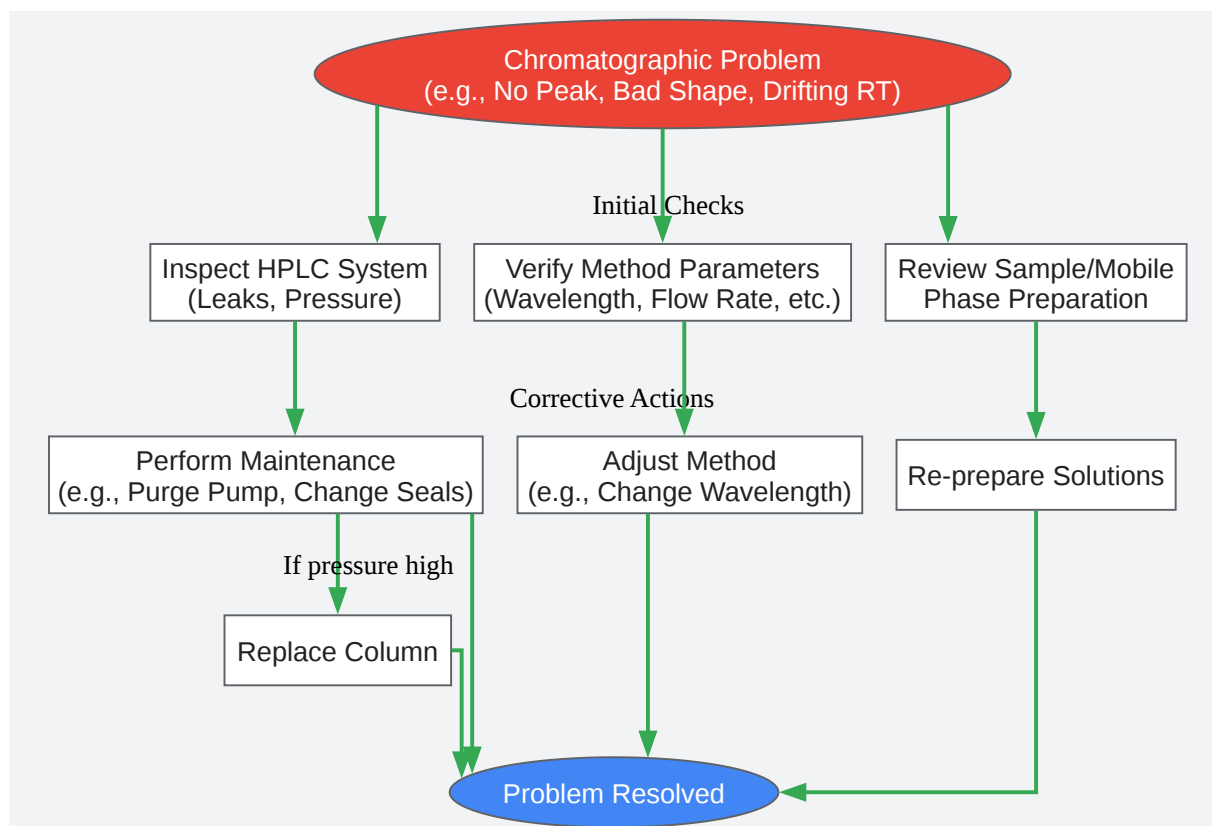 Chromatographic Problem
(e.g., No Peak, Bad Shape, Drifting RT)
Initial Checks
Inspect HPLC System
(Leaks, Pressure)
Verify Method Parameters
(Wavelength, Flow Rate, etc.)
Review Sample/Mobile
Phase Preparation
Corrective Actions
Perform Maintenance
(e.g., Purge Pump, Change Seals)
Adjust Method
(e.g., Change Wavelength)
Re-prepare Solutions
If pressure high
Replace Column
Problem Resolved